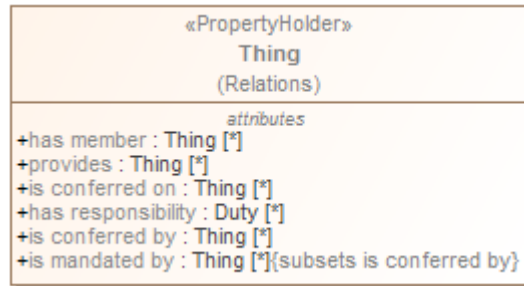 «PropertyHolder»
Thing
(Relations)
attributes
+has member : Thing [*]
+provides : Thing [*]
+is conferred on : Thing [*]
+has responsibility : Duty [*]
+is conferred by : Thing [*]
+is mandated by : Thing [*]{subsets is conferred by}